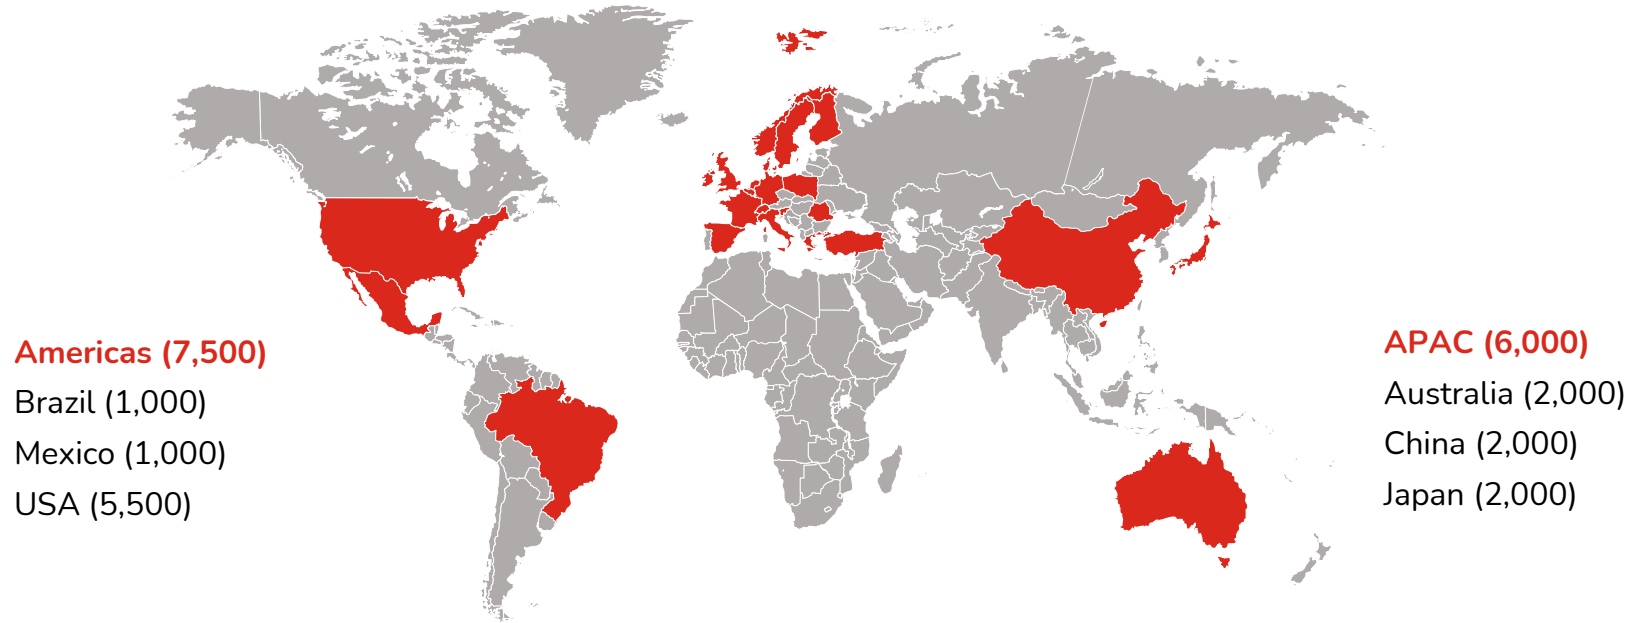 Americas (7,500)
Brazil (1,000)
Mexico (1,000)
USA (5,500)
APAC (6,000)
Australia (2,000)
China (2,000)
Japan (2,000)